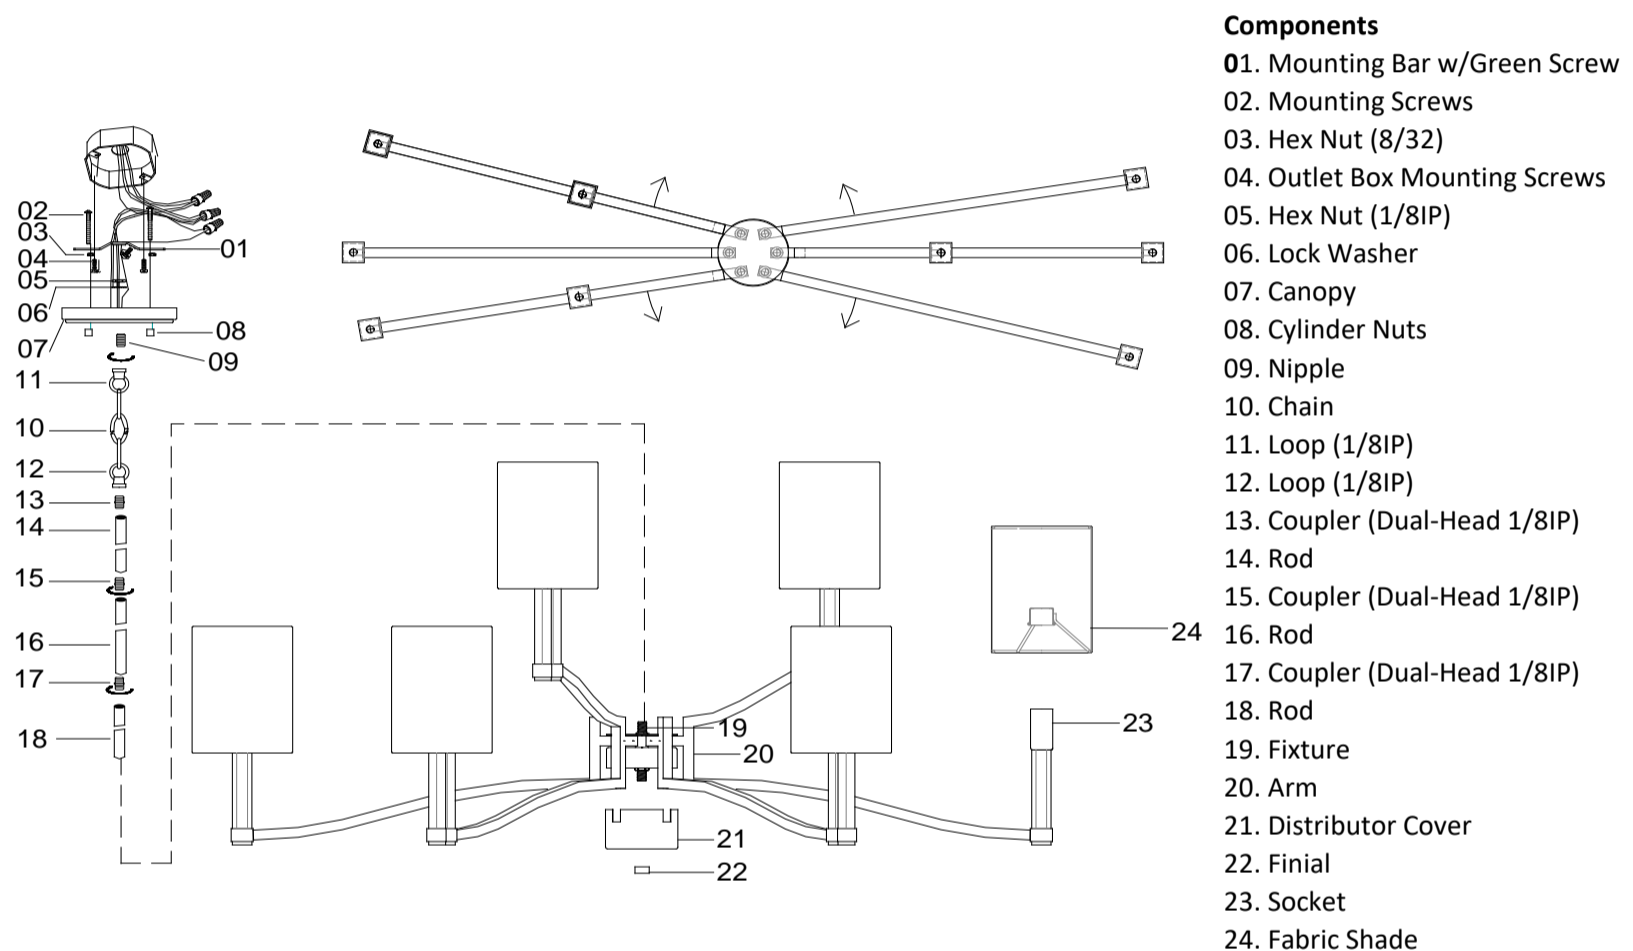 02
03
01
04
05
06
08
07
09
11
10
12
13
14
15
16
17
18
19
20
21
22
23
24
Components
01. Mounting Bar w/Green Screw
02. Mounting Screws
03. Hex Nut (8/32)
04. Outlet Box Mounting Screws
05. Hex Nut (1/8IP)
06. Lock Washer
07. Canopy
08. Cylinder Nuts
09. Nipple
10. Chain
11. Loop (1/8IP)
12. Loop (1/8IP)
13. Coupler (Dual-Head 1/8IP)
14. Rod
15. Coupler (Dual-Head 1/8IP)
16. Rod
17. Coupler (Dual-Head 1/8IP)
18. Rod
19. Fixture
20. Arm
21. Distributor Cover
22. Finial
23. Socket
24. Fabric Shade